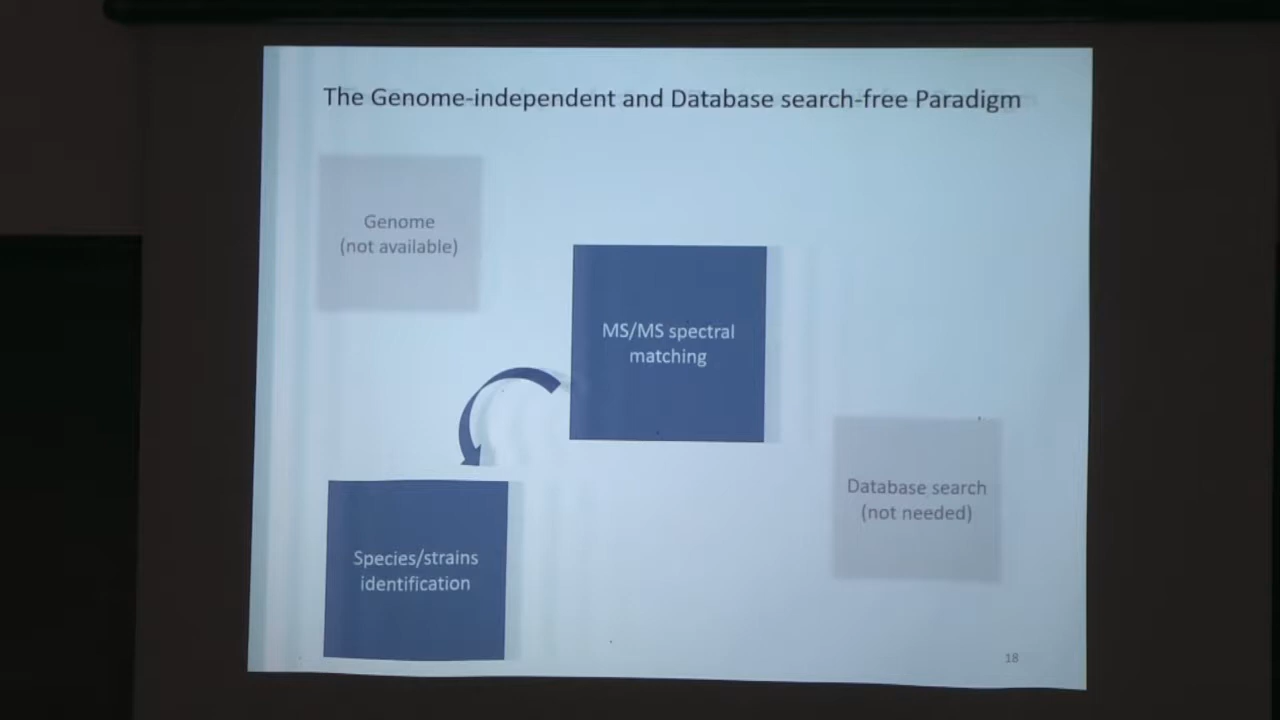 The Genome-independent and Database search-free Paradigm
Genome
(not available)
MS/MS spectral
matching
Database search
(not needed)
Species/strains
identification
18